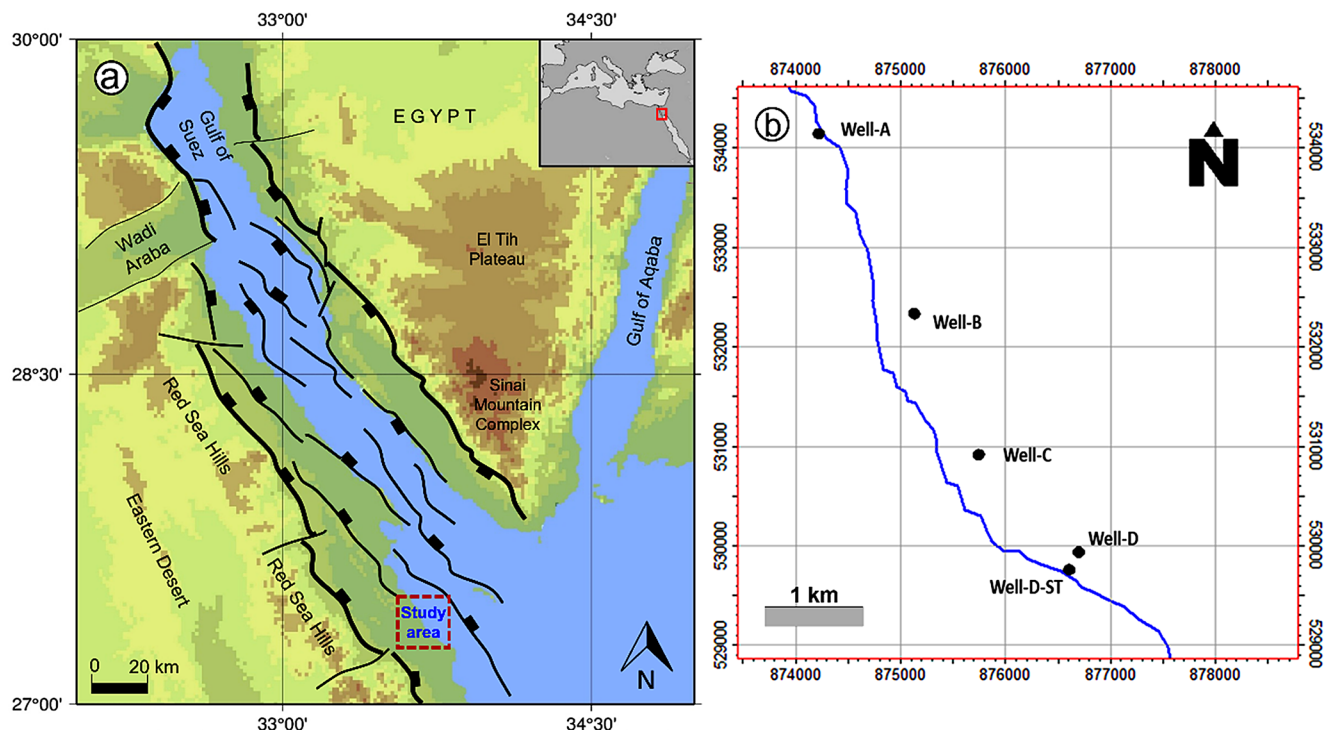 33°00'
34°30'
30°00'
a
EGYPT
Gulf of
Suez
Wadi
Araba
El Tih
Plateau
Gulf of Aqaba
28°30'
Sinai
Mountain
Complex
Red Sea Hills
Eastern Desert
Red Sea Hills
Study
area
0 20 km
N
27°00'
33°00'
34°30'
874000 875000 876000 877000 878000
b
Well-A
N
534000
534000
533000
533000
Well-B
532000
532000
531000
531000
Well-C
530000
530000
Well-D
Well-D-ST
1 km
529000
529000
874000 875000 876000 877000 878000